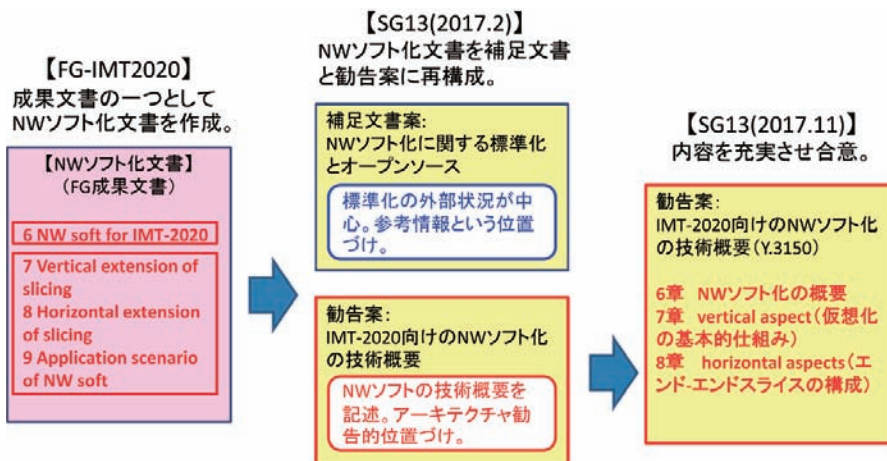 【FG-IMT2020】
成果文書の一つとして
NWソフト化文書を作成。
【NWソフト化文書】
(FG成果文書)
6 NW soft for IMT-2020
7 Vertical extension of
slicing
8 Horizontal extension
of slicing
9 Application scenario
of NW soft
【SG13(2017.2)】
NWソフト化文書を補足文書
と勧告案に再構成。
補足文書案:
NWソフト化に関する標準化
とオープンソース
標準化の外部状況が中
心。参考情報という位置
づけ。
勧告案:
IMT-2020向けのNWソフト化
の技術概要
NWソフトの技術概要を
記述。アーキテクチャ勧
告的位置づけ。
【SG13(2017.11)】
内容を充実させ合意。
勧告案:
IMT-2020向けのNWソフト化
の技術概要(Y.3150)
6章 NWソフト化の概要
7章 vertical aspect(仮想化
の基本的仕組み)
8章 horizontal aspects(エ
ンド-エンドスライスの構成)